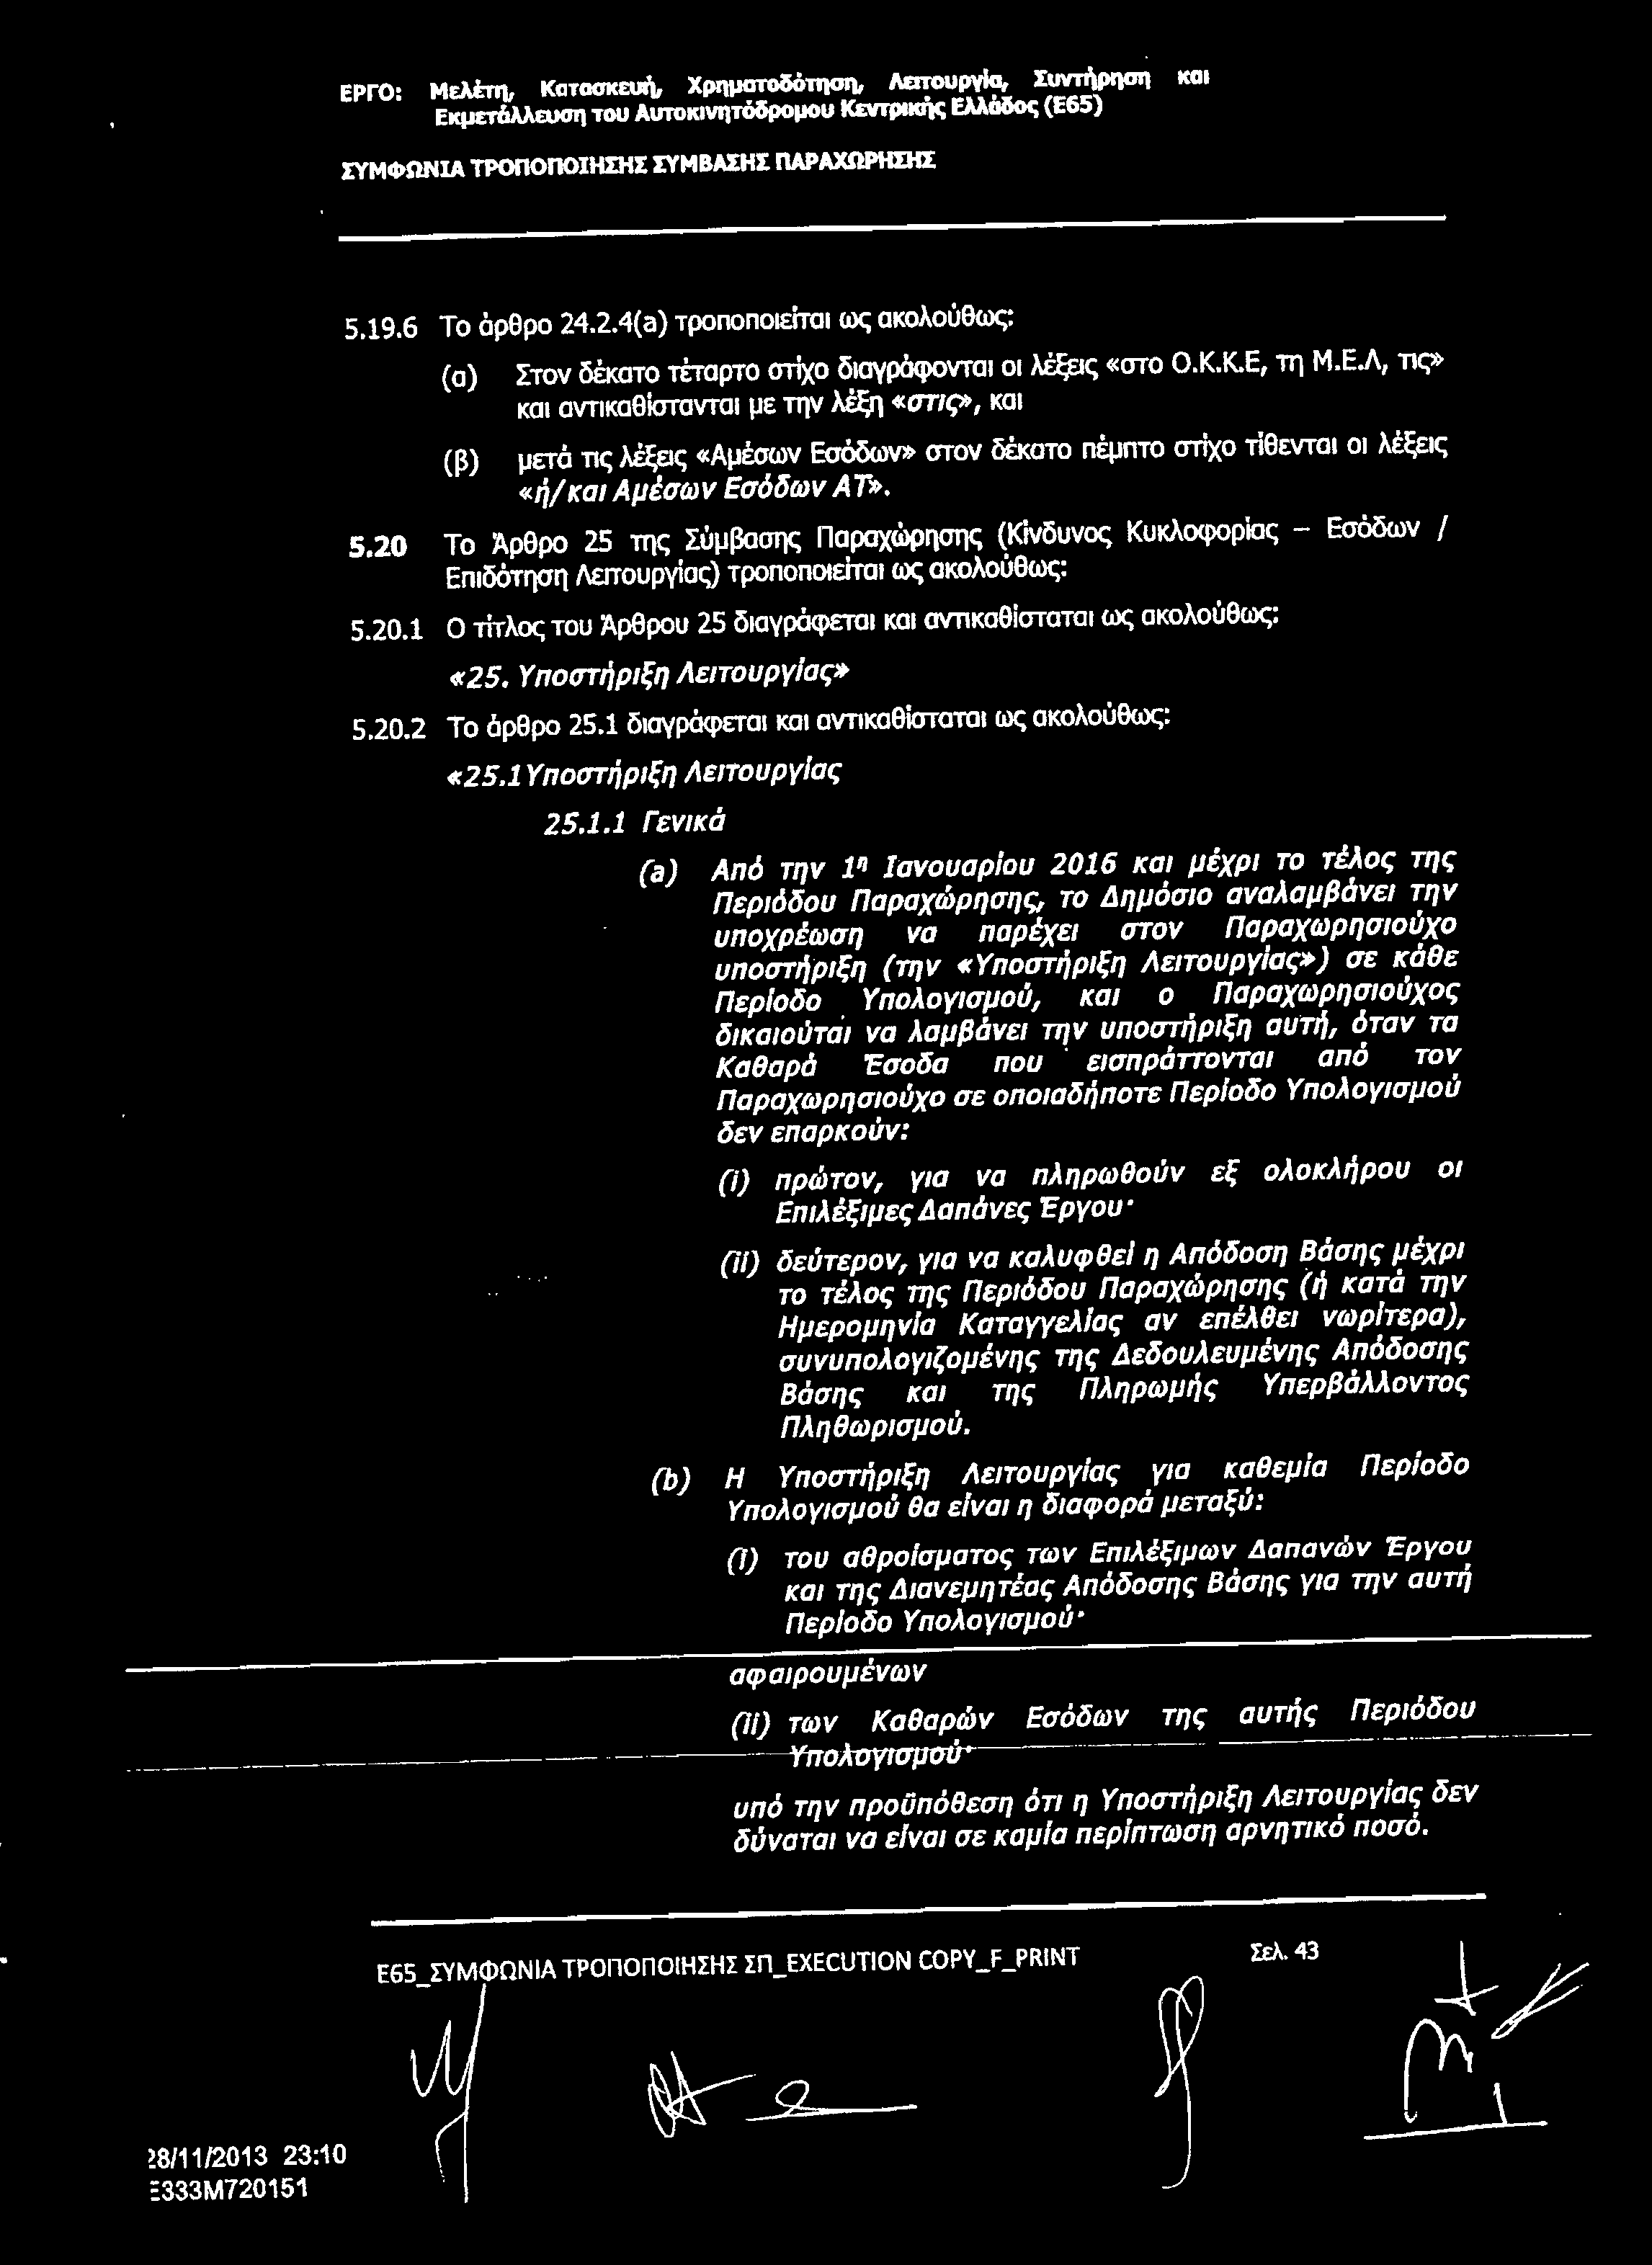 ΕΡΓΟ: Μελέτη, Κατασκευή, Χρηματοδότηση, Λειτουργία, Συντήρηση και
Εκμετάλλευση του Αυτοκινητόδρομου Κεντρικής Ελλάδος (Ε65)
ΣΥΜΦΩΝΙΑ ΤΡΟΠΟΠΟΙΗΣΗΣ ΣΥΜΒΑΣΗΣ ΠΑΡΑΧΩΡΗΣΗΣ
5.19.6 Το άρθρο 24.2.4(a) τροποποιείται ως ακολούθως:
(α) Στον δέκατο τέταρτο στίχο διαγράφονται οι λέξεις «στο Ο.Κ.Κ.Ε, τη Μ.Ε.Λ, τις»
και αντικαθίστανται με την λέξη «στις», και
(β) μετά τις λέξεις «Αμέσων Εσόδων» στον δέκατο πέμπτο στίχο τίθενται οι λέξεις
«ή/και Αμέσων Εσόδων ΑΤ».
5.20 Το Άρθρο 25 της Σύμβασης Παραχώρησης (Κίνδυνος Κυκλοφορίας – Εσόδων /
Επιδότηση Λειτουργίας) τροποποιείται ως ακολούθως:
5.20.1 Ο τίτλος του Άρθρου 25 διαγράφεται και αντικαθίσταται ως ακολούθως:
«25. Υποστήριξη Λειτουργίας»
5.20.2 Το άρθρο 25.1 διαγράφεται και αντικαθίσταται ως ακολούθως:
«25.1 Υποστήριξη Λειτουργίας
25.1.1 Γενικά
(a) Από την 1η Ιανουαρίου 2016 και μέχρι το τέλος της
Περιόδου Παραχώρησης, το Δημόσιο αναλαμβάνει την
υποχρέωση να παρέχει στον Παραχωρησιούχο
υποστήριξη (την «Υποστήριξη Λειτουργίας») σε κάθε
Περίοδο Υπολογισμού, και ο Παραχωρησιούχος
δικαιούται να λαμβάνει την υποστήριξη αυτή, όταν τα
Καθαρά Έσοδα που εισπράττονται από τον
Παραχωρησιούχο σε οποιαδήποτε Περίοδο Υπολογισμού
δεν επαρκούν:
(i) πρώτον, για να πληρωθούν εξ ολοκλήρου οι
Επιλέξιμες Δαπάνες Έργου·
(ii) δεύτερον, για να καλυφθεί η Απόδοση Βάσης μέχρι
το τέλος της Περιόδου Παραχώρησης (ή κατά την
Ημερομηνία Καταγγελίας αν επέλθει νωρίτερα),
συνυπολογιζομένης της Δεδουλευμένης Απόδοσης
Βάσης και της Πληρωμής Υπερβάλλοντος
Πληθωρισμού.
(b) Η Υποστήριξη Λειτουργίας για καθεμία Περίοδο
Υπολογισμού θα είναι η διαφορά μεταξύ:
(i) του αθροίσματος των Επιλέξιμων Δαπανών Έργου
και της Διανεμητέας Απόδοσης Βάσης για την αυτή
Περίοδο Υπολογισμού·
αφαιρουμένων
(ii) των Καθαρών Εσόδων της αυτής Περιόδου
Υπολογισμού·
υπό την προϋπόθεση ότι η Υποστήριξη Λειτουργίας δεν
δύναται να είναι σε καμία περίπτωση αρνητικό ποσό.
E65_ΣΥΜΦΩΝΙΑ ΤΡΟΠΟΠΟΙΗΣΗΣ ΣΠ_EXECUTION COPY_F_PRINT Σελ. 43
28/11/2013 23:10
E333M720151